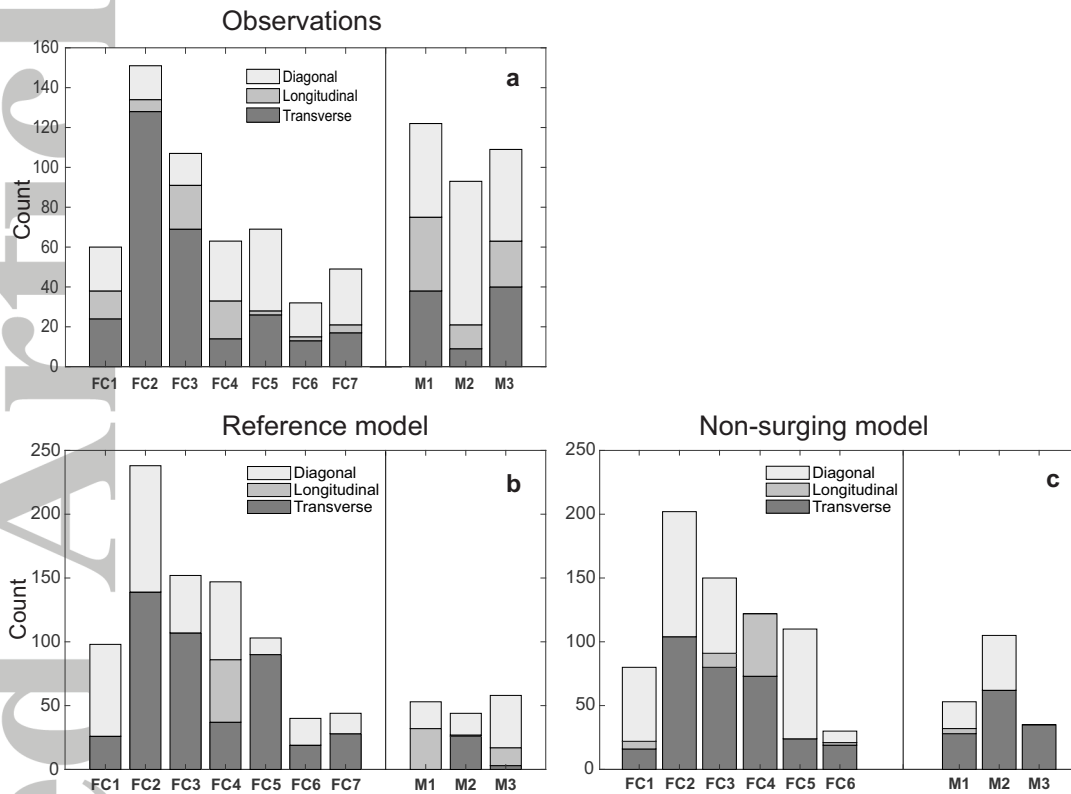 Observations
160
140
120
100
80
60
40
20
0
Count
Diagonal
Longitudinal
Transverse
a
FC1 FC2 FC3 FC4 FC5 FC6 FC7 M1 M2 M3
Reference model
250
200
150
100
50
0
Count
Diagonal
Longitudinal
Transverse
b
FC1 FC2 FC3 FC4 FC5 FC6 FC7 M1 M2 M3
Non-surging model
250
200
150
100
50
0
Diagonal
Longitudinal
Transverse
c
FC1 FC2 FC3 FC4 FC5 FC6 M1 M2 M3